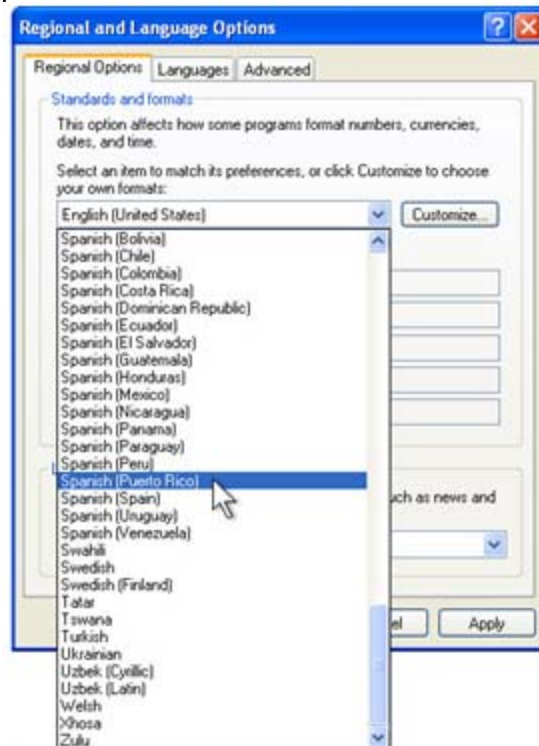 Regional and Language Options
Regional Options Languages Advanced
Standards and formats
This option affects how some programs format numbers, currencies,
dates, and time.
Select an item to match its preferences, or click Customize to choose
your own formats:
English (United States) Customize...
Spanish (Bolivia)
Spanish (Chile)
Spanish (Colombia)
Spanish (Costa Rica)
Spanish (Dominican Republic)
Spanish (Ecuador)
Spanish (El Salvador)
Spanish (Guatemala)
Spanish (Honduras)
Spanish (Mexico)
Spanish (Nicaragua)
Spanish (Panama)
Spanish (Paraguay)
Spanish (Peru)
Spanish (Puerto Rico)
Spanish (Spain) uch as news and
Spanish (Uruguay)
Spanish (Venezuela)
Swahili
Swedish
Swedish (Finland)
Tatar
Tswana
Turkish el Apply
Ukrainian
Uzbek (Cyrillic)
Uzbek (Latin)
Welsh
Xhosa
Zulu